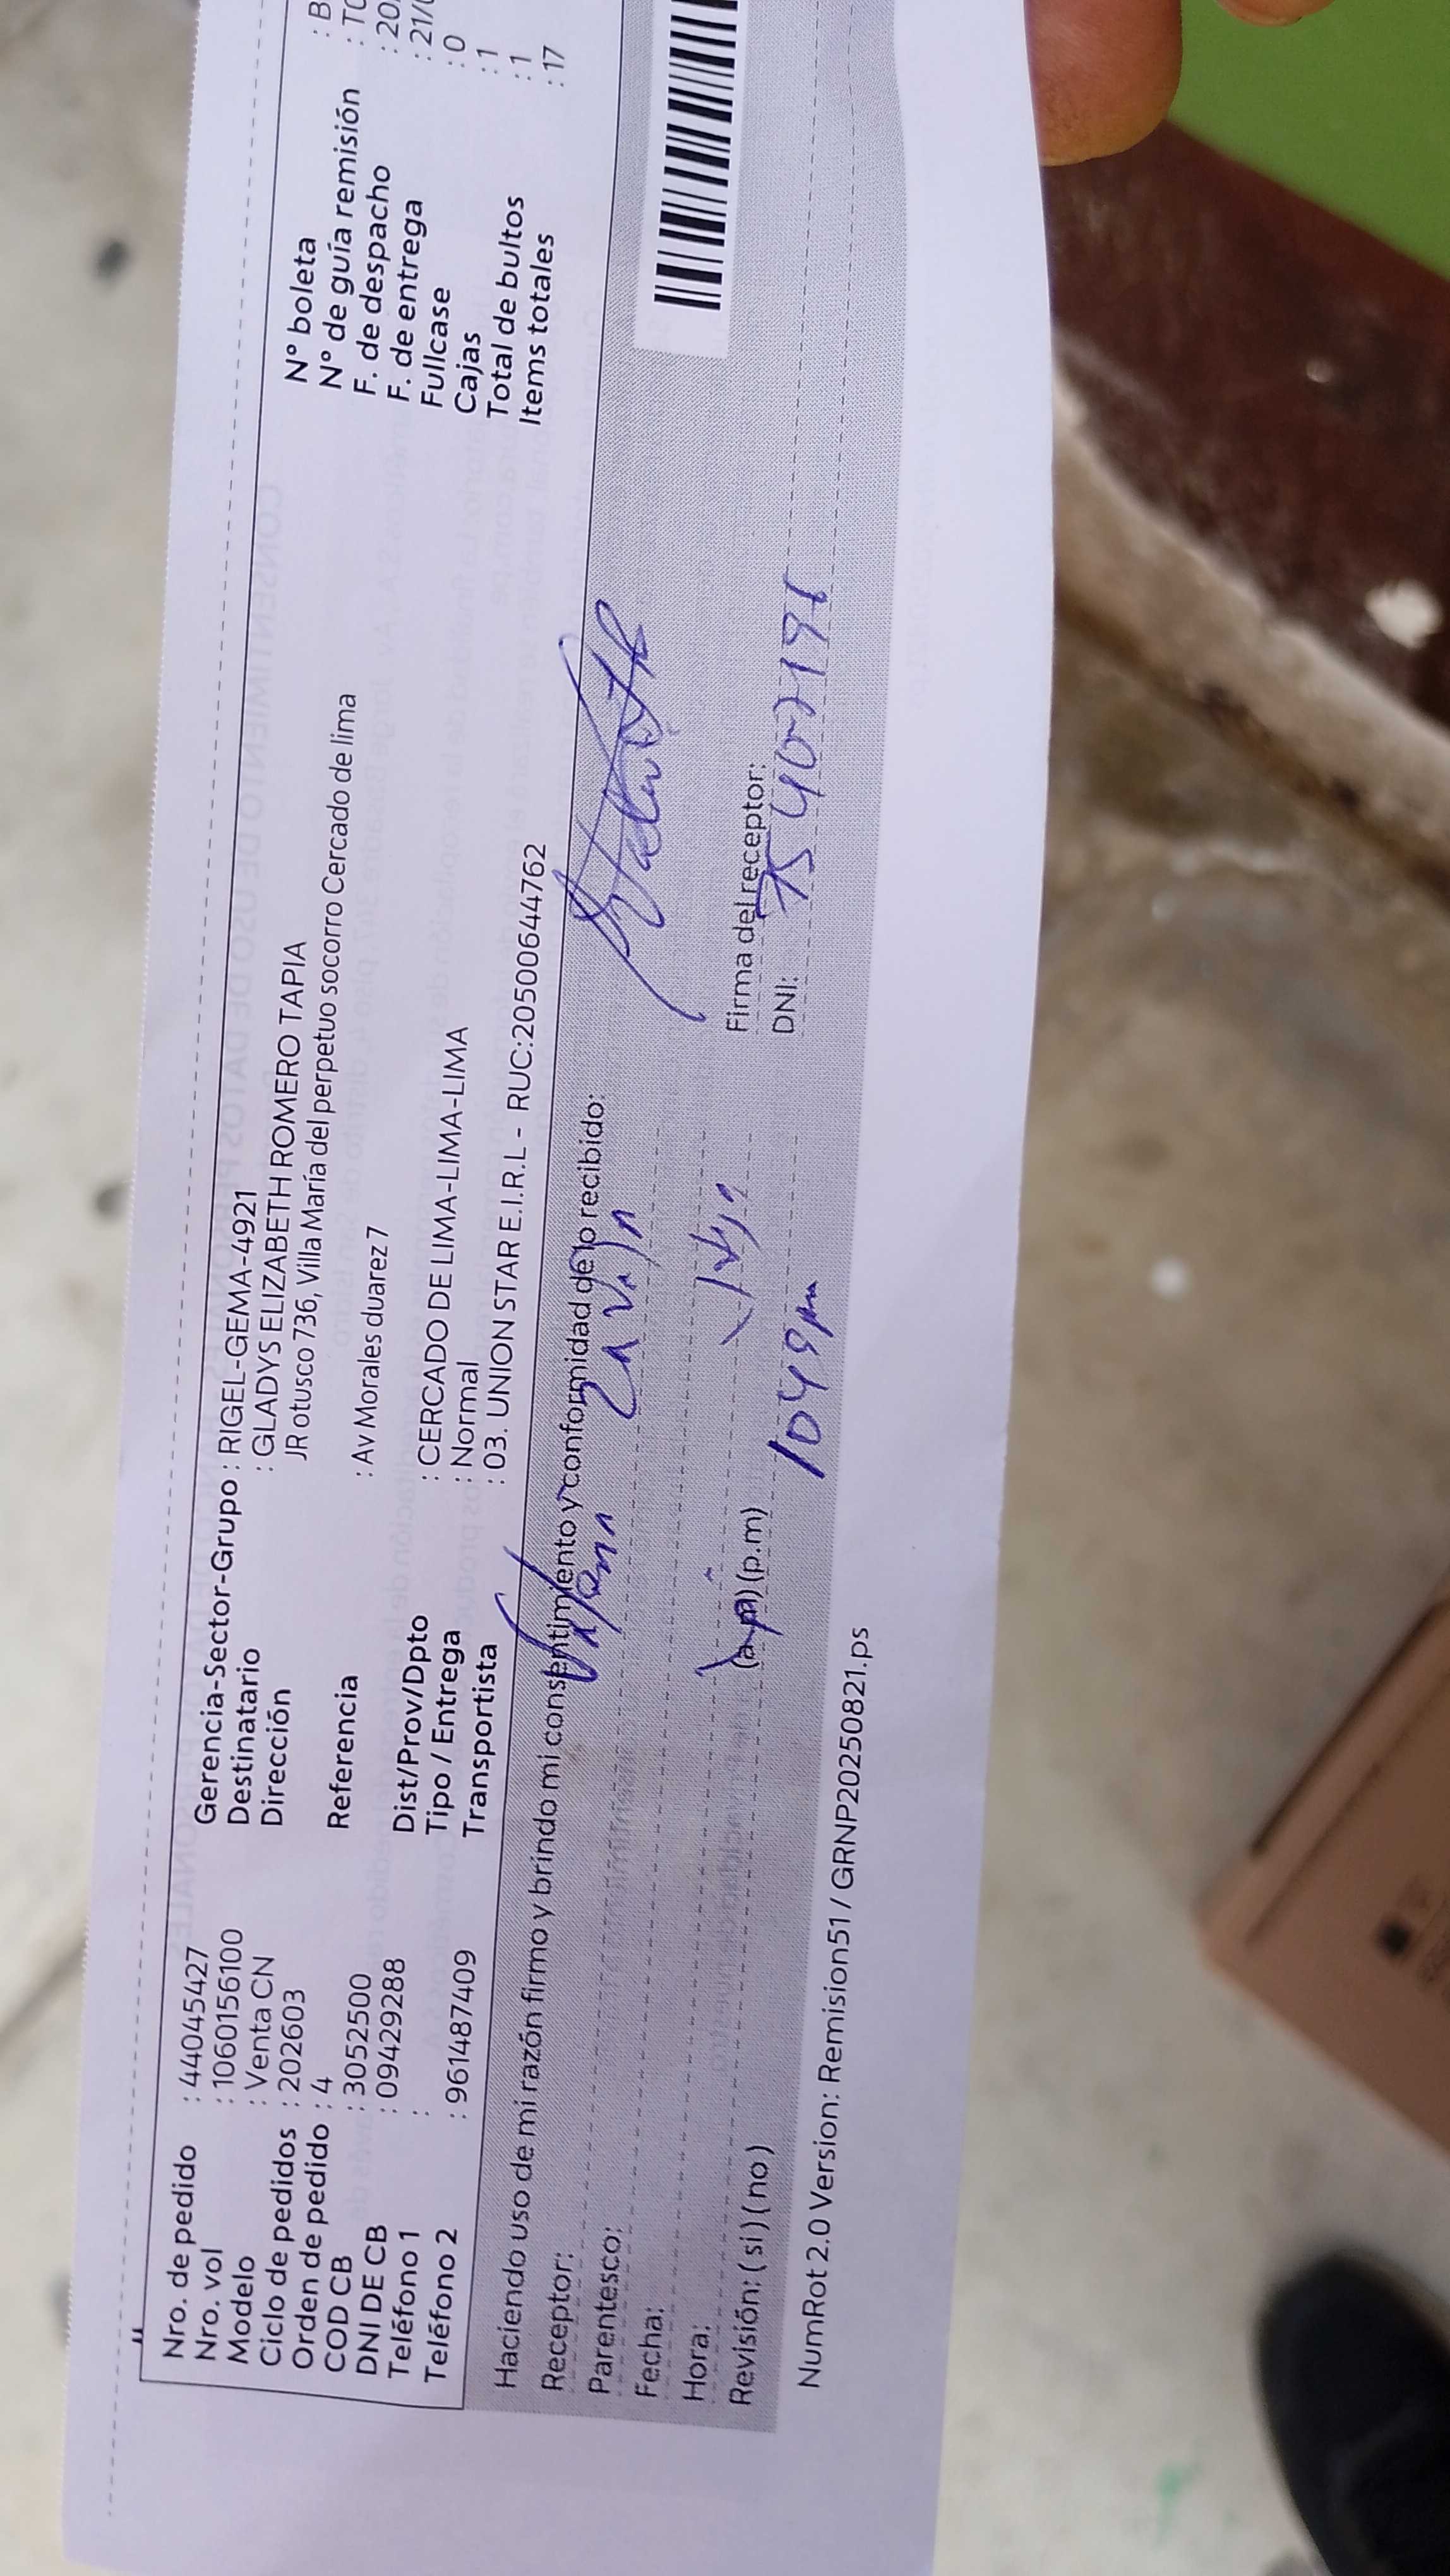 Nro. de pedido : 44045427
Nro. vol : 1060156100
Modelo : Venta CN
Ciclo de pedidos : 202603
Orden de pedido : 4
COD CB : 3052500
DNI DE CB : 09429288
Teléfono 1 :
Teléfono 2 : 961487409
Gerencia-Sector-Grupo : RIGEL-GEMA-4921
Destinatario : GLADYS ELIZABETH ROMERO TAPIA
Dirección JR otusco 736, Villa María del perpetuo socorro Cercado de lima
Referencia : Av Morales duarez 7
Dist/Prov/Dpto : CERCADO DE LIMA-LIMA-LIMA
Tipo / Entrega : Normal
Transportista : 03. UNION STAR E.I.R.L - RUC:20500644762
N° boleta : B
N° de guía remisión : T0
F. de despacho : 20
F. de entrega : 21/0
Fullcase : 0
Cajas : 1
Total de bultos : 1
Items totales : 17
Haciendo uso de mi razón firmo y brindo mi consentimiento y conformidad de lo recibido:
Receptor:
Parentesco:
Fecha:
Hora: (a.m) (p.m)
Revisión: ( si ) ( no )
Firma del receptor:
DNI:
NumRot 2.0 Version: Remision51 / GRNP20250821.ps